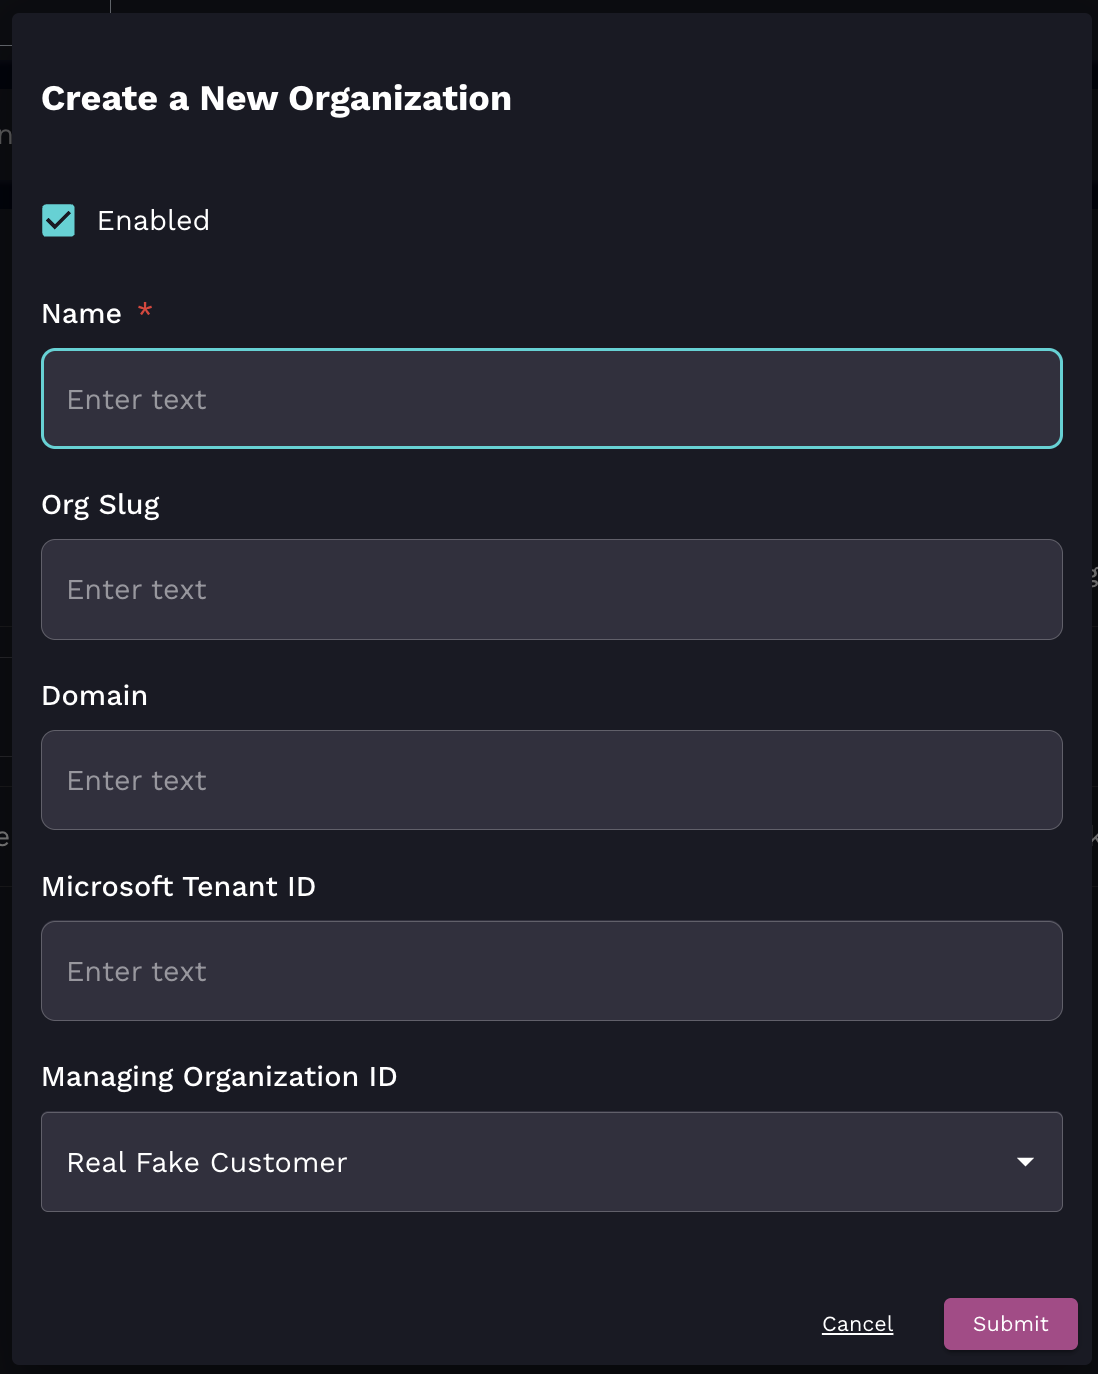 Create a New Organization
Enabled
Name *
Enter text
Org Slug
Enter text
Domain
Enter text
Microsoft Tenant ID
Enter text
Managing Organization ID
Real Fake Customer
Cancel
Submit